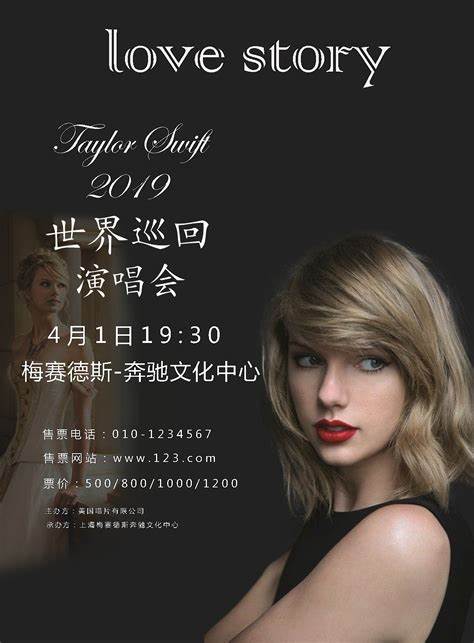 love story
Taylor Swift
2019
世界巡回
演唱会
4月1日19:30
梅赛德斯-奔驰文化中心
售票电话：010-1234567
售票网站：www.123.com
票价：500/800/1000/1200
主办方：美国唱片有限公司
承办方：上海梅赛德斯奔驰文化中心